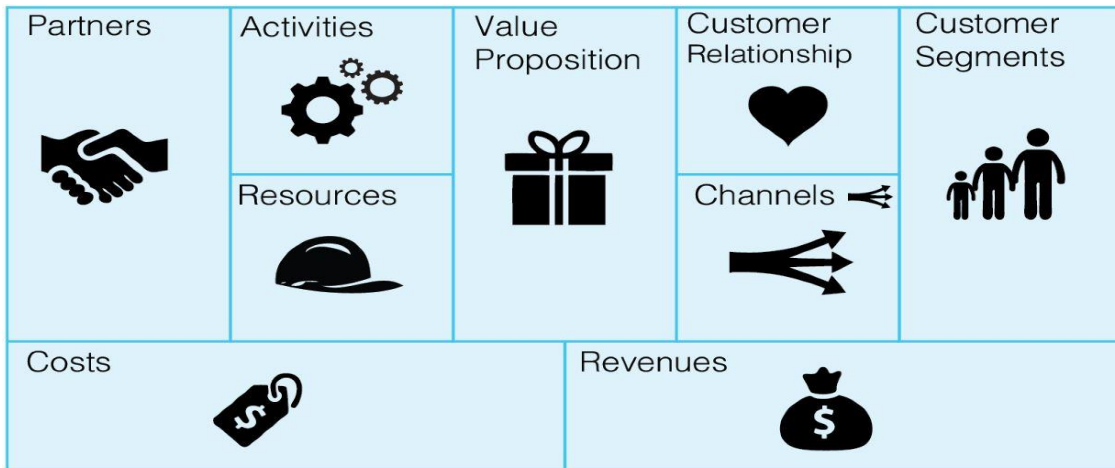 Partners
Activities
Value
Proposition
Customer
Relationship
Customer
Segments
Resources
Channels
Costs
$
Revenues
$